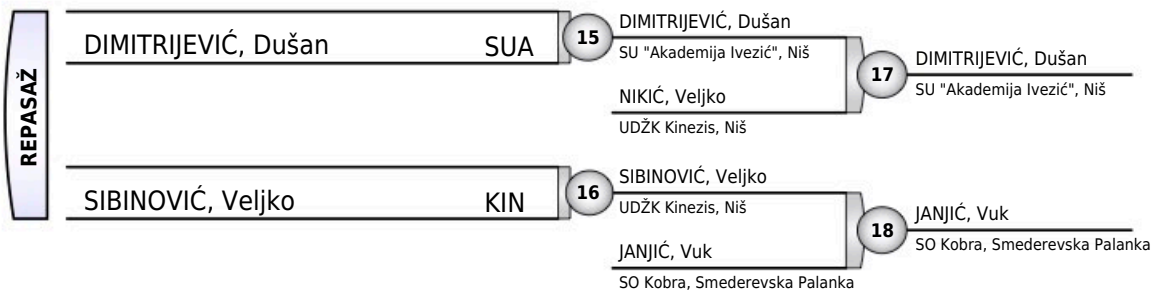 REPASAŽ
DIMITRIJEVIĆ, Dušan SUA
15
DIMITRIJEVIĆ, Dušan
SU "Akademija Ivezić", Niš
NIKIĆ, Veljko
UDŽK Kinezis, Niš
17
DIMITRIJEVIĆ, Dušan
SU "Akademija Ivezić", Niš
SIBINOVIĆ, Veljko KIN
16
SIBINOVIĆ, Veljko
UDŽK Kinezis, Niš
JANJIĆ, Vuk
SO Kobra, Smederevska Palanka
18
JANJIĆ, Vuk
SO Kobra, Smederevska Palanka